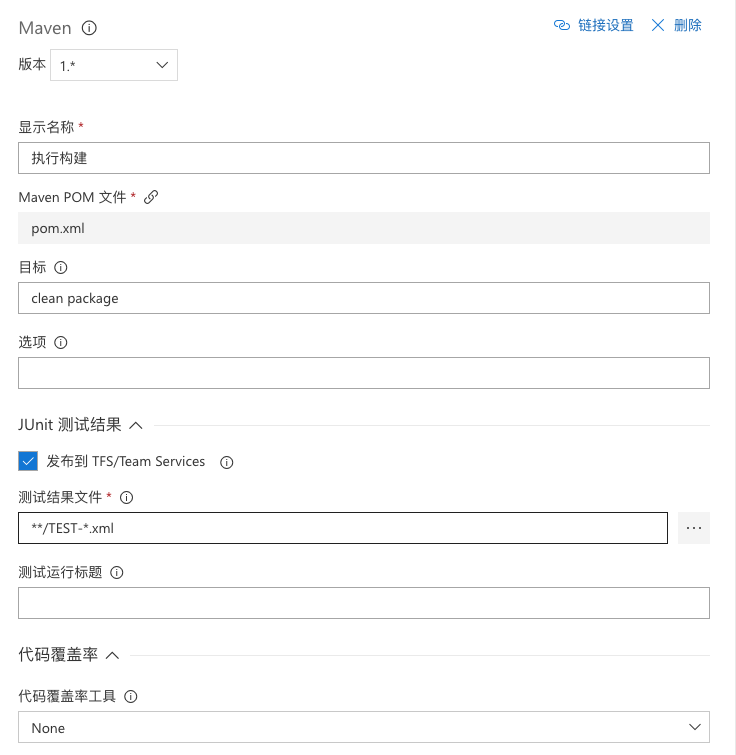 Maven 链接设置 删除
版本 1.*
显示名称 *
执行构建
Maven POM 文件 *
pom.xml
目标
clean package
选项
JUnit 测试结果
发布到 TFS/Team Services
测试结果文件 *
**/TEST-*.xml ...
测试运行标题
代码覆盖率
代码覆盖率工具
None